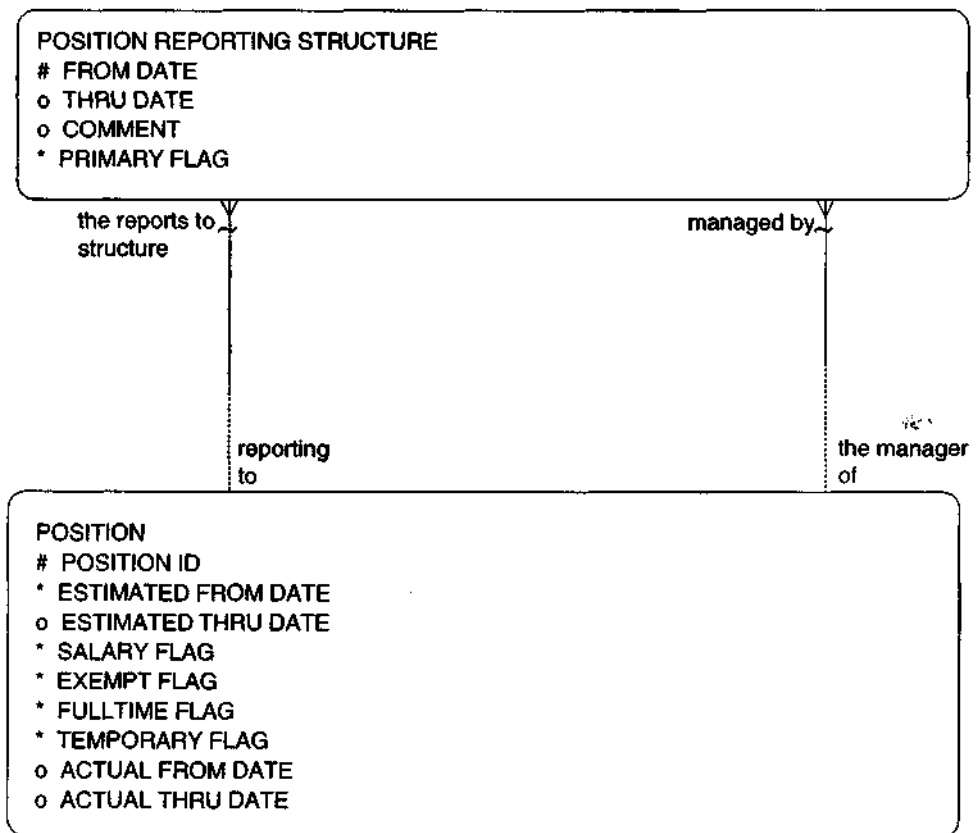 POSITION REPORTING STRUCTURE
# FROM DATE
o THRU DATE
o COMMENT
* PRIMARY FLAG
the reports to
structure
managed by
reporting
to
the manager
of
POSITION
# POSITION ID
* ESTIMATED FROM DATE
o ESTIMATED THRU DATE
* SALARY FLAG
* EXEMPT FLAG
* FULLTIME FLAG
* TEMPORARY FLAG
o ACTUAL FROM DATE
o ACTUAL THRU DATE